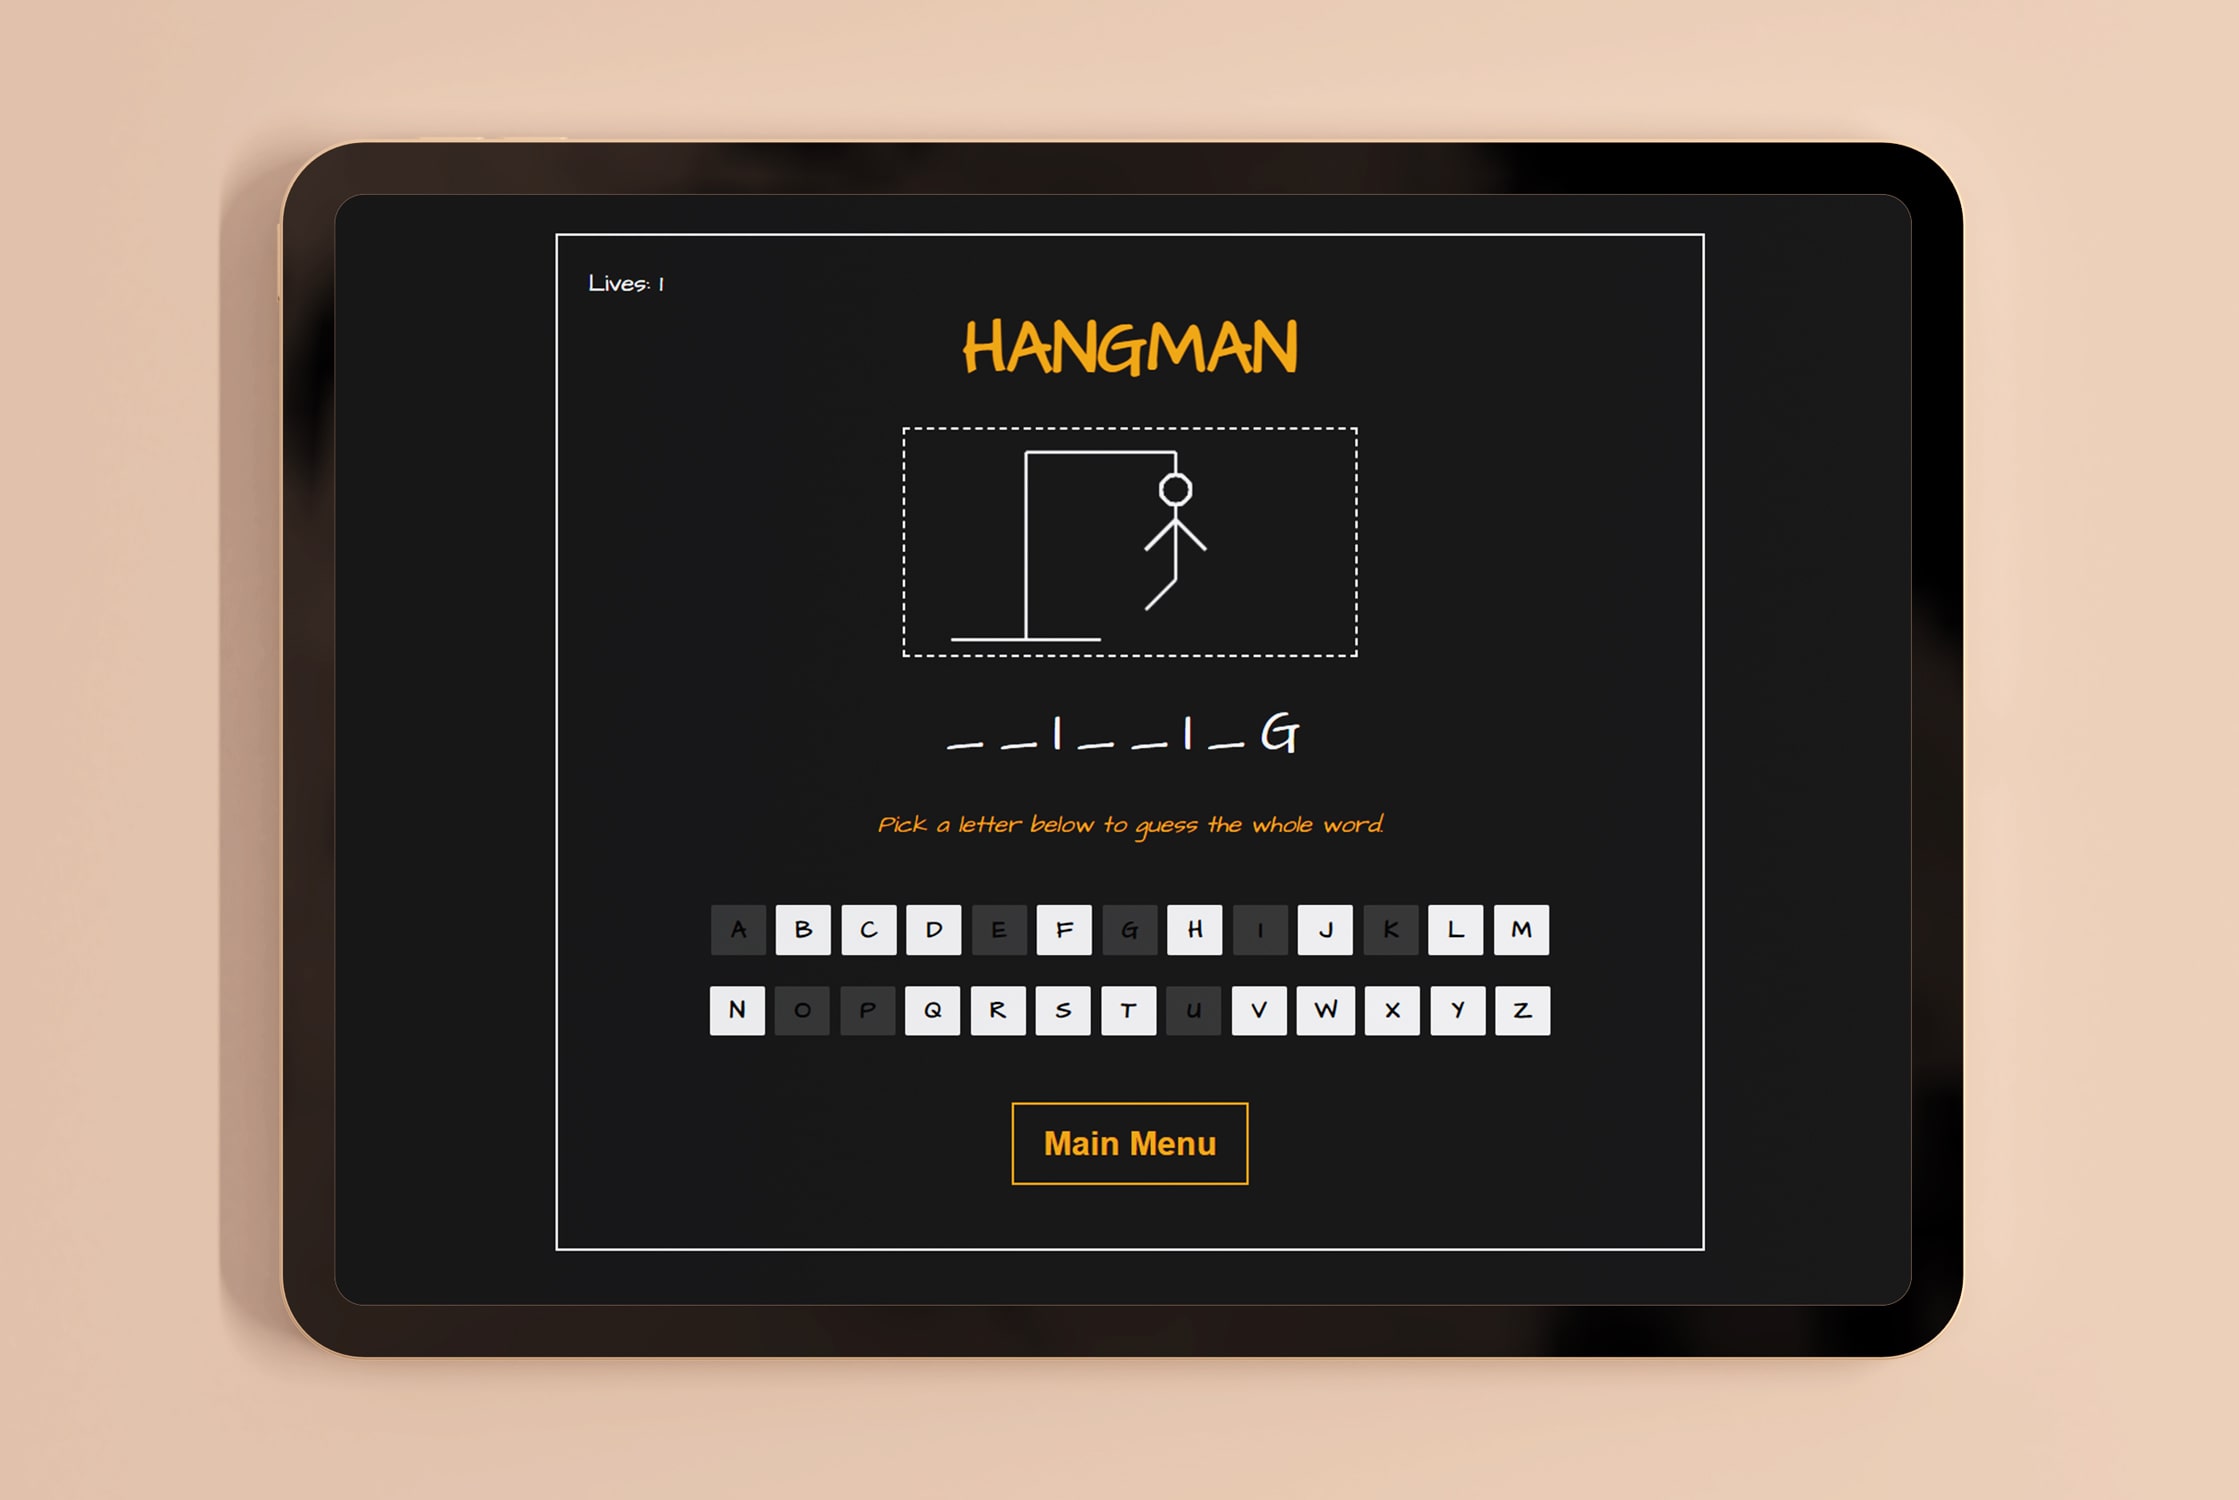 Lives: 1
HANGMAN
_ _ I _ _ I _ G
Pick a letter below to guess the whole word.
A B C D E F G H I J K L M
N O P Q R S T U V W X Y Z
Main Menu